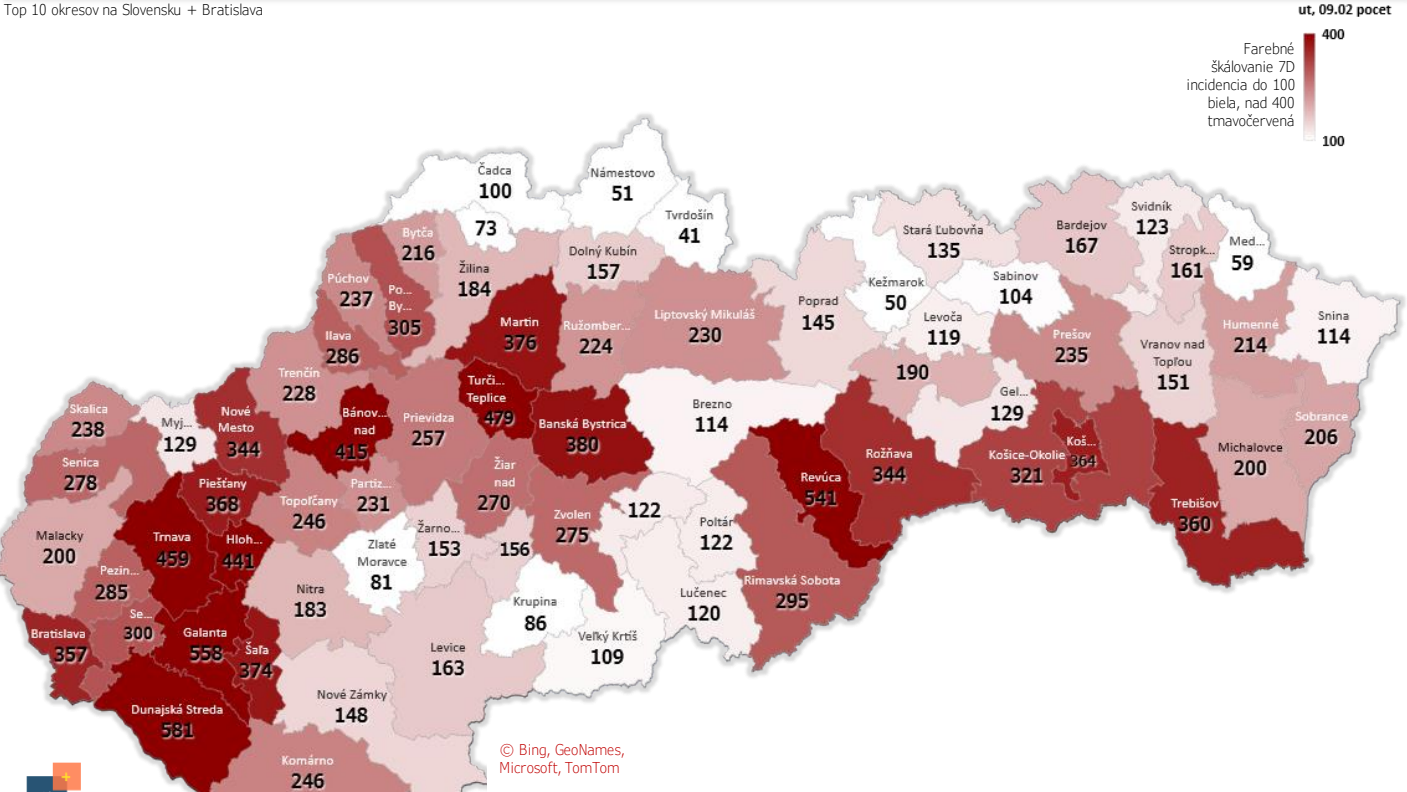 Top 10 okresov na Slovensku + Bratislava
ut, 09.02 pocet
400
Farebné
škálovanie 7D
incidencia do 100
biela, nad 400
tmavočervená
100
Čadca
100
Námestovo
51
73
Tvrdošín
41
Bytča
216
Žilina
184
Dolný Kubín
157
Púchov
237
Po...
By...
305
Ilava
286
Martin
376
Ružomber...
224
Liptovský Mikuláš
230
Poprad
145
Kežmarok
50
Stará Ľubovňa
135
Sabinov
104
Levoča
119
Bardejov
167
Svidník
123
Stropk...
161
Med...
59
Snina
114
Humenné
214
Prešov
235
Vranov nad
Topľou
151
190
Gel...
129
Trenčín
228
Turči...
Teplice
479
Bánov...
nad
415
Prievidza
257
Banská Bystrica
380
Brezno
114
Skalica
238
Myj...
129
Nové
Mesto
344
Senica
278
Piešťany
368
Topoľčany
246
Partiz...
231
Žiar
nad
270
Zvolen
275
122
Poltár
122
Revúca
541
Rožňava
344
Košice-Okolie
321
Koš...
364
Trebišov
360
Michalovce
200
Sobrance
206
Malacky
200
Trnava
459
Hloh...
441
Zlaté
Moravce
81
Žarno...
153
156
Pezin...
285
Nitra
183
Krupina
86
Lučenec
120
Rimavská Sobota
295
Se...
300
Bratislava
357
Galanta
558
Šaľa
374
Levice
163
Veľký Krtíš
109
Dunajská Streda
581
Nové Zámky
148
Komárno
246
© Bing, GeoNames,
Microsoft, TomTom